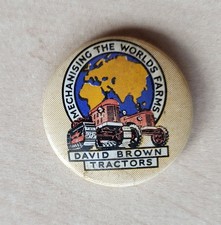 MECHANISING THE WORLDS FARMS
DAVID BROWN
TRACTORS